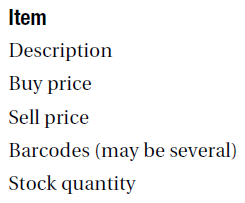 Item
Description
Buy price
Sell price
Barcodes (may be several)
Stock quantity